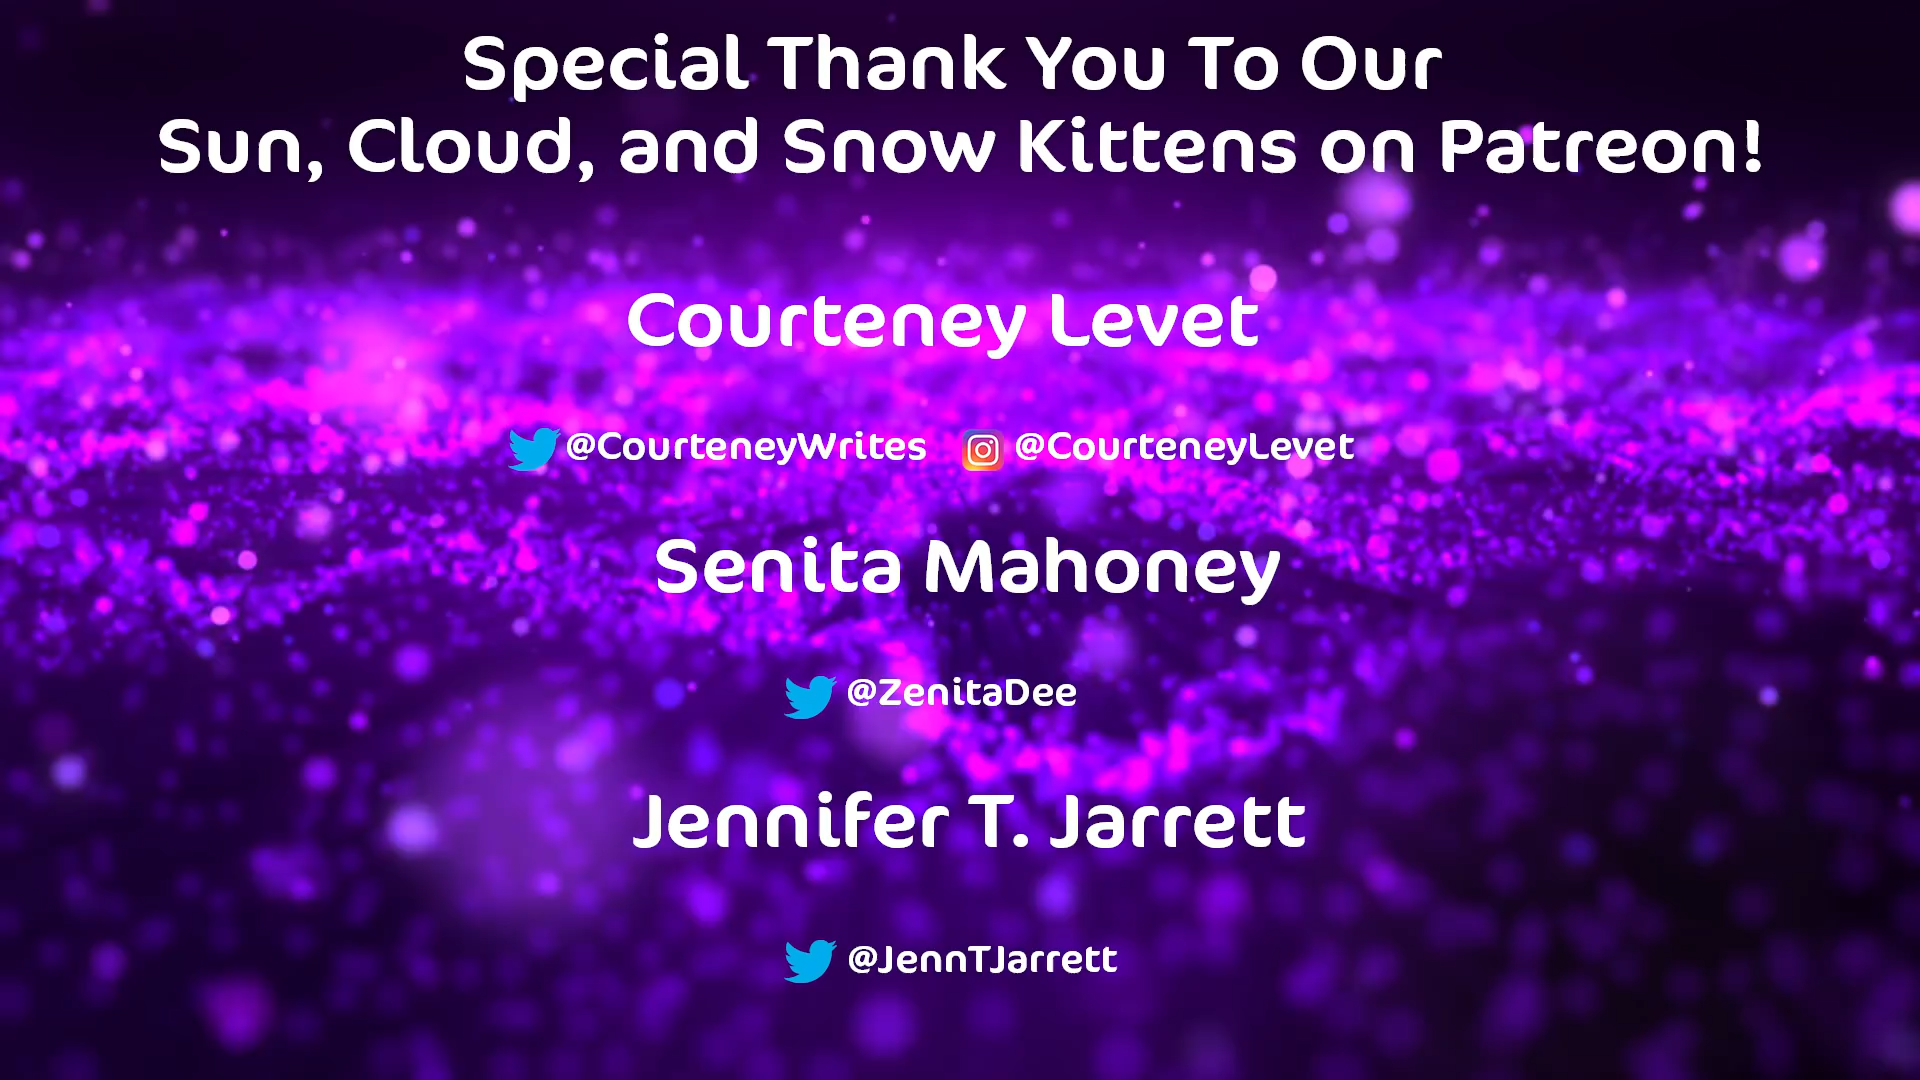 Special Thank You To Our
Sun, Cloud, and Snow Kittens on Patreon!
Courteney Levet
@CourteneyWrites @CourteneyLevet
Senita Mahoney
@ZenitaDee
Jennifer T. Jarrett
@JennTJarrett